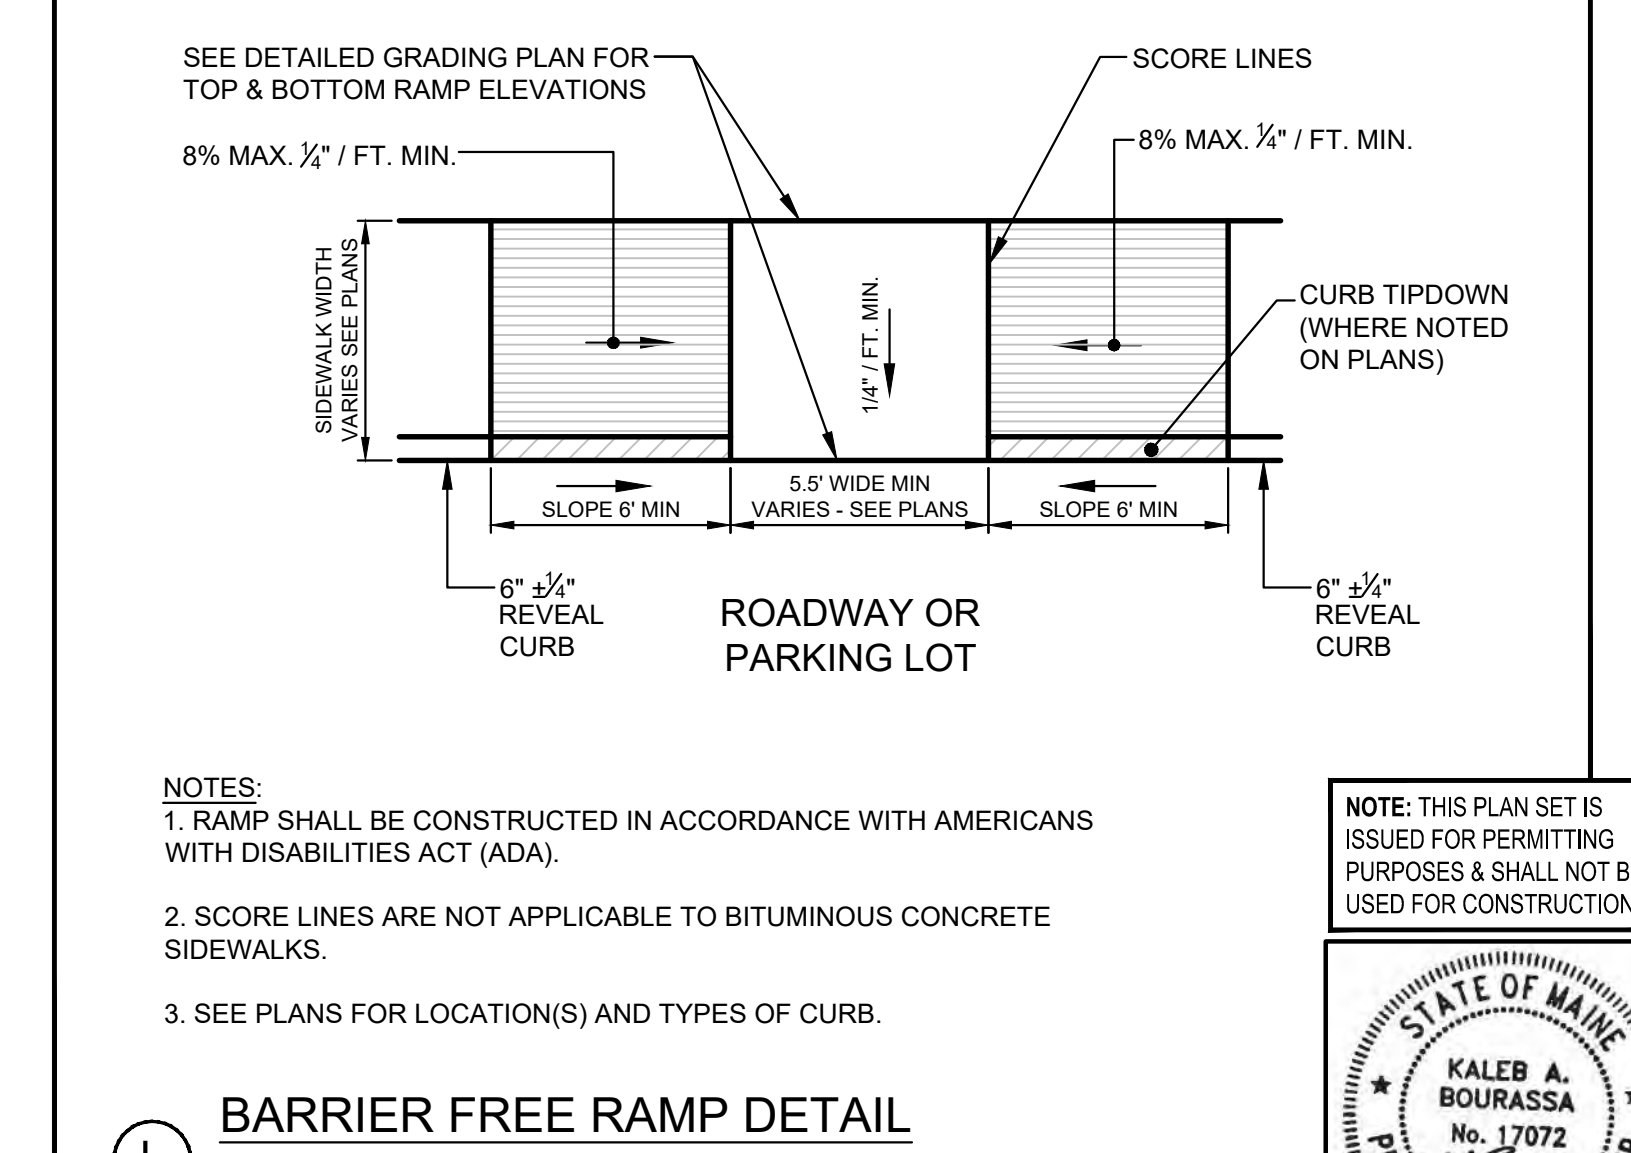 SEE DETAILED GRADING PLAN FOR
TOP & BOTTOM RAMP ELEVATIONS
SCORE LINES
8% MAX. 1/4" / FT. MIN.
8% MAX. 1/4" / FT. MIN.
SIDEWALK WIDTH
VARIES SEE PLANS
1/4" / FT. MIN.
CURB TIPDOWN
(WHERE NOTED
ON PLANS)
SLOPE 6' MIN
5.5' WIDE MIN
VARIES - SEE PLANS
SLOPE 6' MIN
6" ±1/4"
REVEAL
CURB
ROADWAY OR
PARKING LOT
6" ±1/4"
REVEAL
CURB
NOTES:
1. RAMP SHALL BE CONSTRUCTED IN ACCORDANCE WITH AMERICANS
WITH DISABILITIES ACT (ADA).
2. SCORE LINES ARE NOT APPLICABLE TO BITUMINOUS CONCRETE
SIDEWALKS.
3. SEE PLANS FOR LOCATION(S) AND TYPES OF CURB.
BARRIER FREE RAMP DETAIL
NOTE: THIS PLAN SET IS
ISSUED FOR PERMITTING
PURPOSES & SHALL NOT B
USED FOR CONSTRUCTION
STATE OF MAINE
KALEB A.
BOURASSA
No. 17072